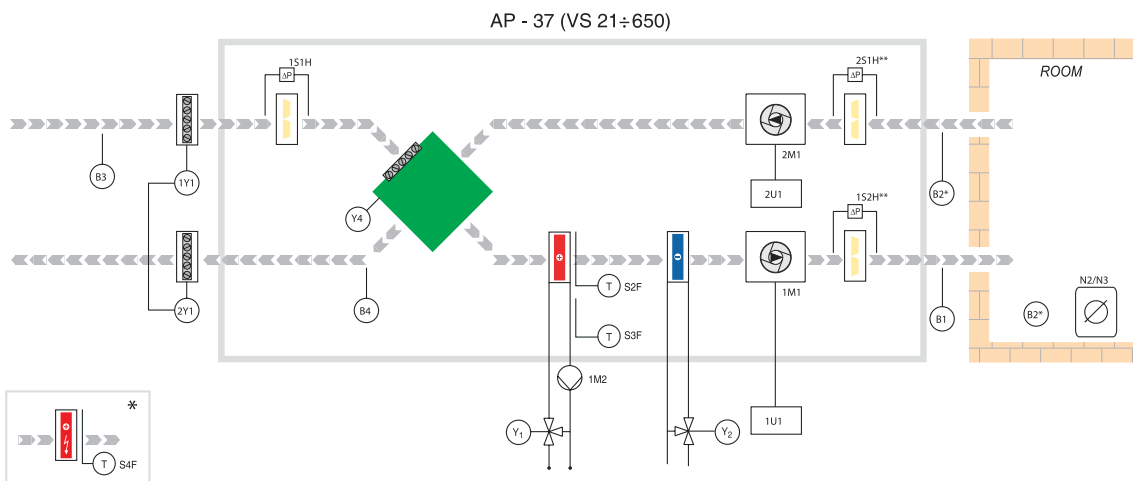 AP - 37 (VS 21÷650)
1S1H
ΔP
2S1H**
ΔP
ROOM
B3
1Y1
2M1
B2*
2U1
Y4
1S2H**
ΔP
T
S2F
1M1
N2/N3
2Y1
B4
T
S3F
B1
B2*
1M2
*
Y1
Y2
1U1
T
S4F